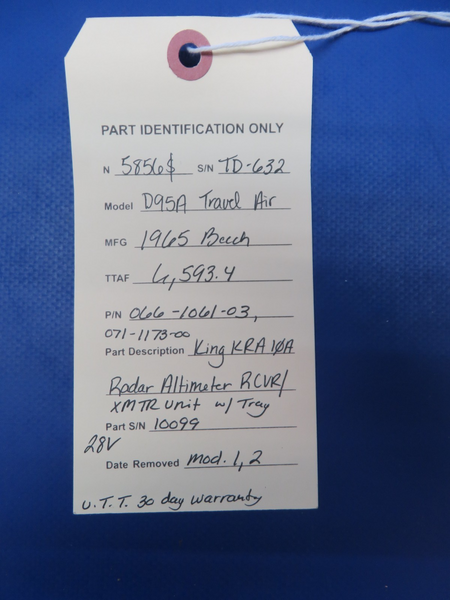 PART IDENTIFICATION ONLY
N 5856$ S/N TD-632
Model D95A Travel Air
MFG 1965 Beech
TTAF 6,593.4
P/N 066-1061-03,
071-1173-00
Part Description King KRA 10A
Radar Altimeter RCVR/
XMTR Unit w/ Tray
Part S/N 10099
28V
Date Removed Mod. 1, 2
U.T.T. 30 day warranty